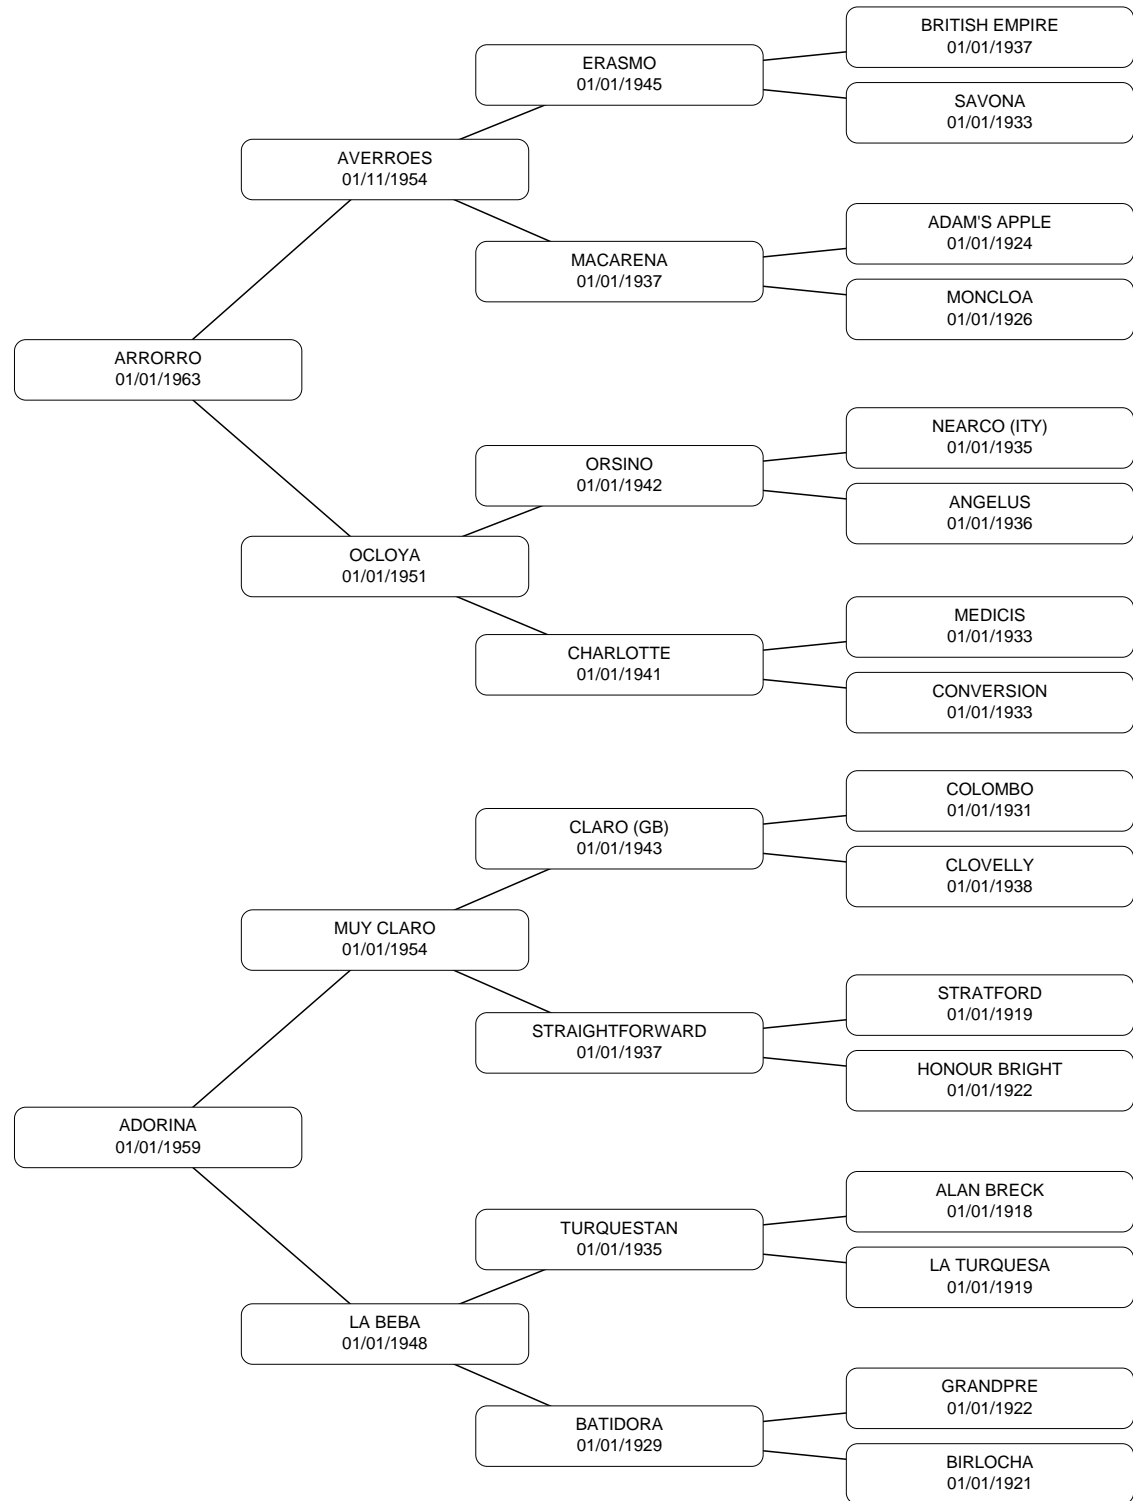 BRITISH EMPIRE
01/01/1937
ERASMO
01/01/1945
SAVONA
01/01/1933
AVERROES
01/11/1954
ADAM'S APPLE
01/01/1924
MACARENA
01/01/1937
MONCLOA
01/01/1926
ARRORRO
01/01/1963
NEARCO (ITY)
01/01/1935
ORSINO
01/01/1942
ANGELUS
01/01/1936
OCLOYA
01/01/1951
MEDICIS
01/01/1933
CHARLOTTE
01/01/1941
CONVERSION
01/01/1933
COLOMBO
01/01/1931
CLARO (GB)
01/01/1943
CLOVELLY
01/01/1938
MUY CLARO
01/01/1954
STRATFORD
01/01/1919
STRAIGHTFORWARD
01/01/1937
HONOUR BRIGHT
01/01/1922
ADORINA
01/01/1959
ALAN BRECK
01/01/1918
TURQUESTAN
01/01/1935
LA TURQUESA
01/01/1919
LA BEBA
01/01/1948
GRANDPRE
01/01/1922
BATIDORA
01/01/1929
BIRLOCHA
01/01/1921